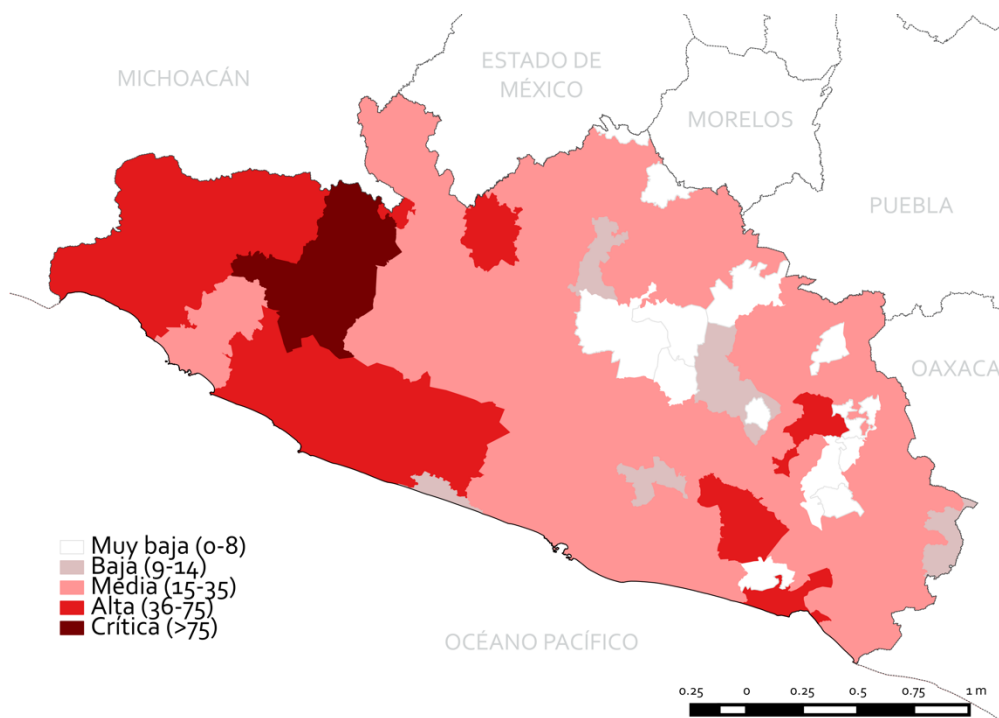 MICHOACÁN
ESTADO DE
MÉXICO
MORELOS
PUEBLA
OAXACA
Muy baja (0-8)
Baja (9-14)
Média (15-35)
Alta (36-75)
Crítica (>75)
OCÉANO PACÍFICO
0.25 0 0.25 0.5 0.75 1 m